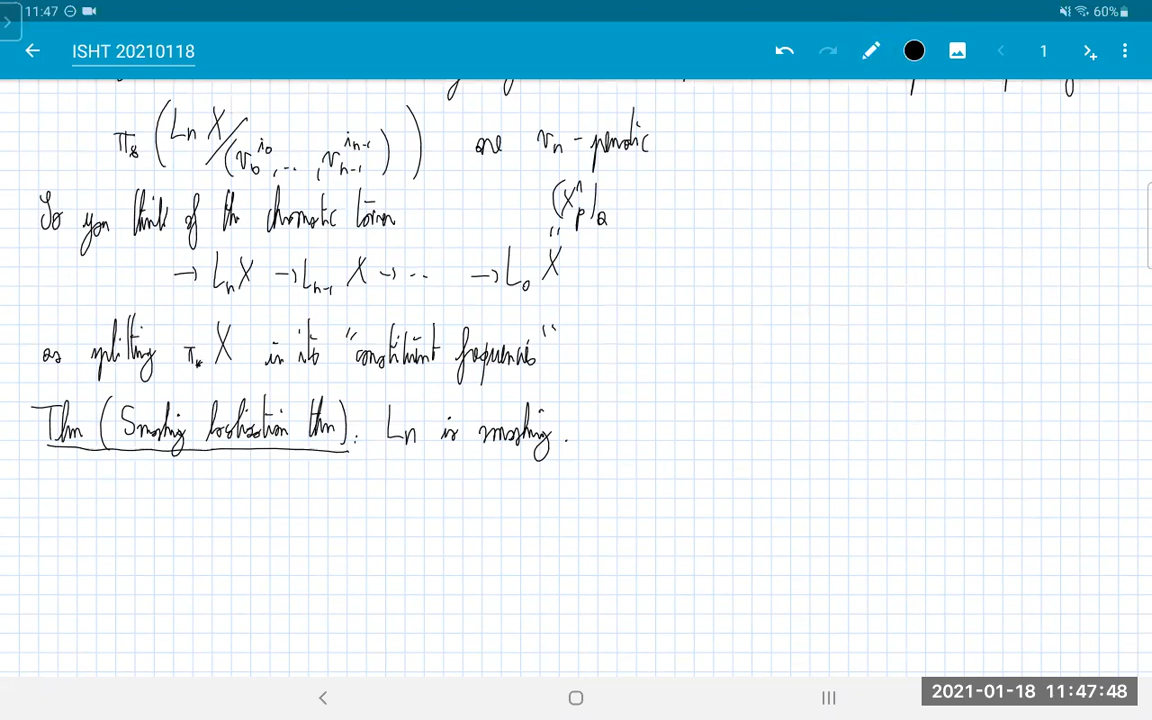 11:47
60%
ISHT 20210118
1
π_* (L_n X / (v_0^{i_0}, ..., v_{n-1}^{i_{n-1}})) are v_n-periodic
So you think of the chromatic tower
(X_p^∧)_Q
"
→ L_n X → L_{n-1} X → ... → L_0 X
as splitting π_* X in its "constituent frequencies"
Thm (Smashing localisation thm): L_n is smashing.
2021-01-18 11:47:48